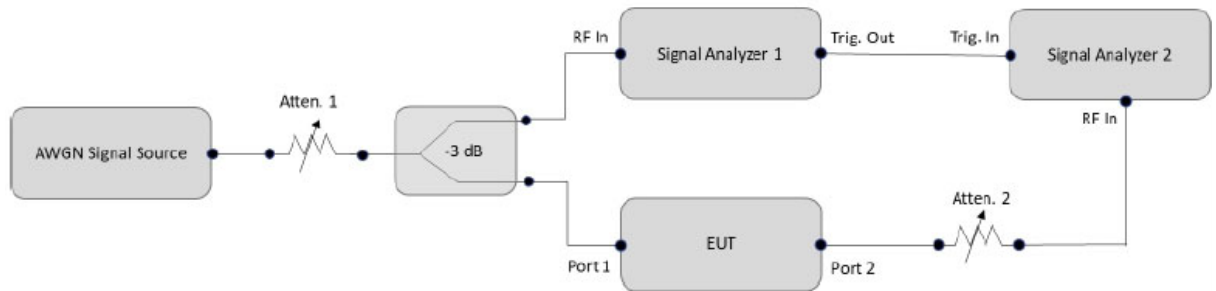 RF In
Signal Analyzer 1
Trig. Out
Trig. In
Signal Analyzer 2
RF In
Atten. 1
AWGN Signal Source
-3 dB
Atten. 2
EUT
Port 1
Port 2